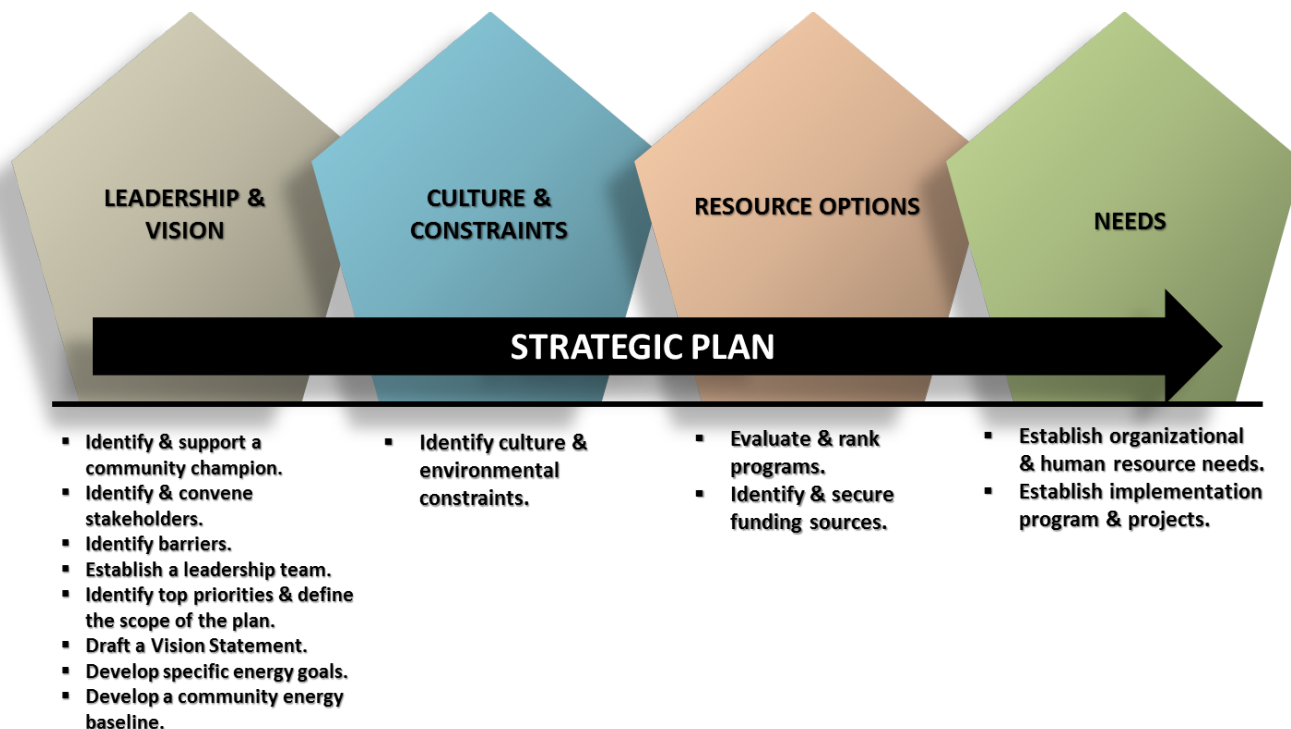 LEADERSHIP &
VISION
CULTURE &
CONSTRAINTS
RESOURCE OPTIONS
NEEDS
STRATEGIC PLAN
▪ Identify & support a
community champion.
▪ Identify & convene
stakeholders.
▪ Identify barriers.
▪ Establish a leadership team.
▪ Identify top priorities & define
the scope of the plan.
▪ Draft a Vision Statement.
▪ Develop specific energy goals.
▪ Develop a community energy
baseline.
▪ Identify culture &
environmental
constraints.
▪ Evaluate & rank
programs.
▪ Identify & secure
funding sources.
▪ Establish organizational
& human resource needs.
▪ Establish implementation
program & projects.